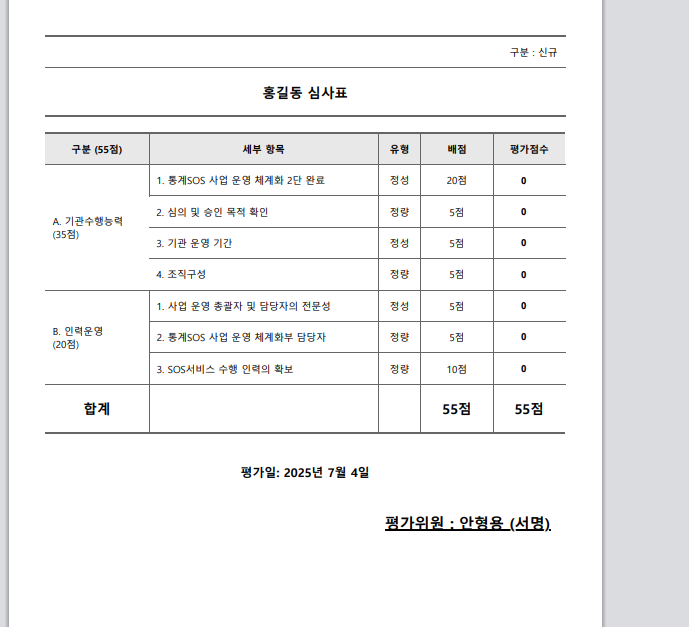 구분 : 신규
홍길동 심사표
구분 (55점) 세부 항목 유형 배점 평가점수
A. 기관수행능력
(35점)
1. 통계SOS 사업 운영 체계화 2단 완료 정성 20점 0
2. 심의 및 승인 목적 확인 정량 5점 0
3. 기관 운영 기간 정성 5점 0
4. 조직구성 정량 5점 0
B. 인력운영
(20점)
1. 사업 운영 총괄자 및 담당자의 전문성 정성 5점 0
2. 통계SOS 사업 운영 체계화부 담당자 정량 5점 0
3. SOS서비스 수행 인력의 확보 정량 10점 0
합계 55점 55점
평가일: 2025년 7월 4일
평가위원 : 안형용 (서명)